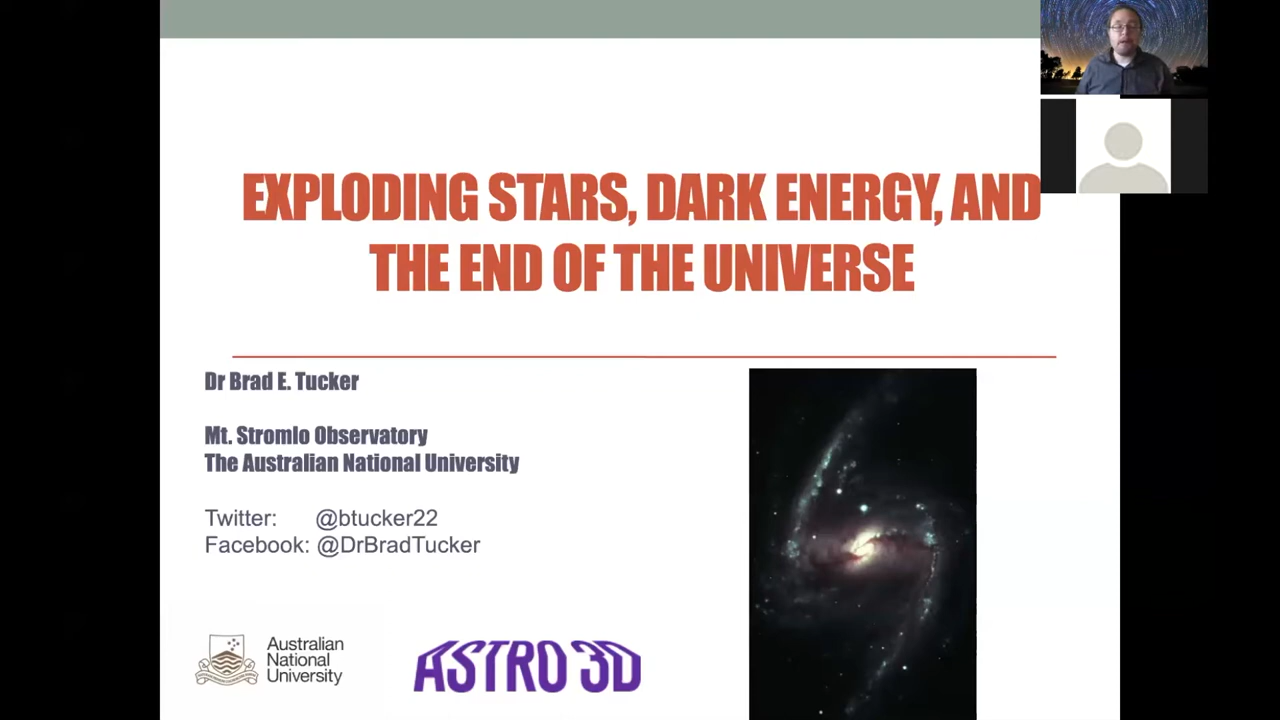 EXPLODING STARS, DARK ENERGY, AND
THE END OF THE UNIVERSE
Dr Brad E. Tucker
Mt. Stromlo Observatory
The Australian National University
Twitter: @btucker22
Facebook: @DrBradTucker
Australian
National
University
ASTRO 3D